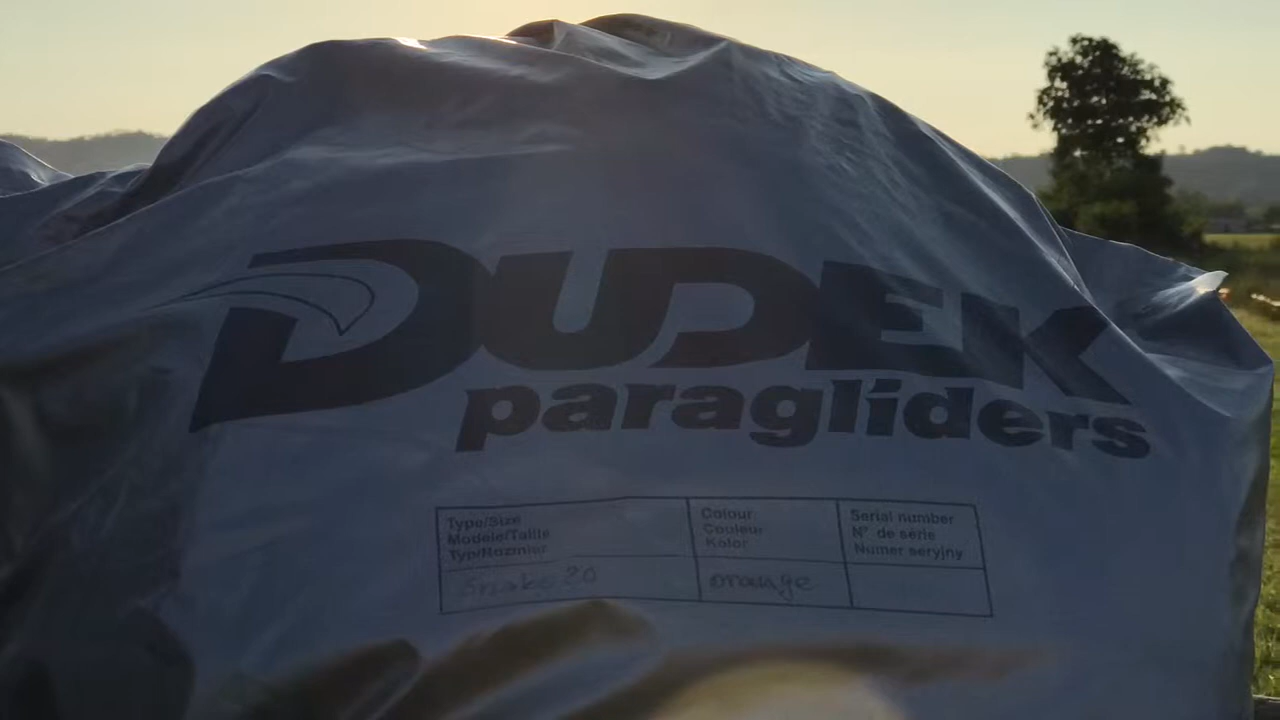 DUDEK
paragliders
Type/Size
Modele/Taille
Typ/Rozmiar
Colour
Couleur
Kolor
Serial number
N° de série
Numer seryjny
Snake 20
orange